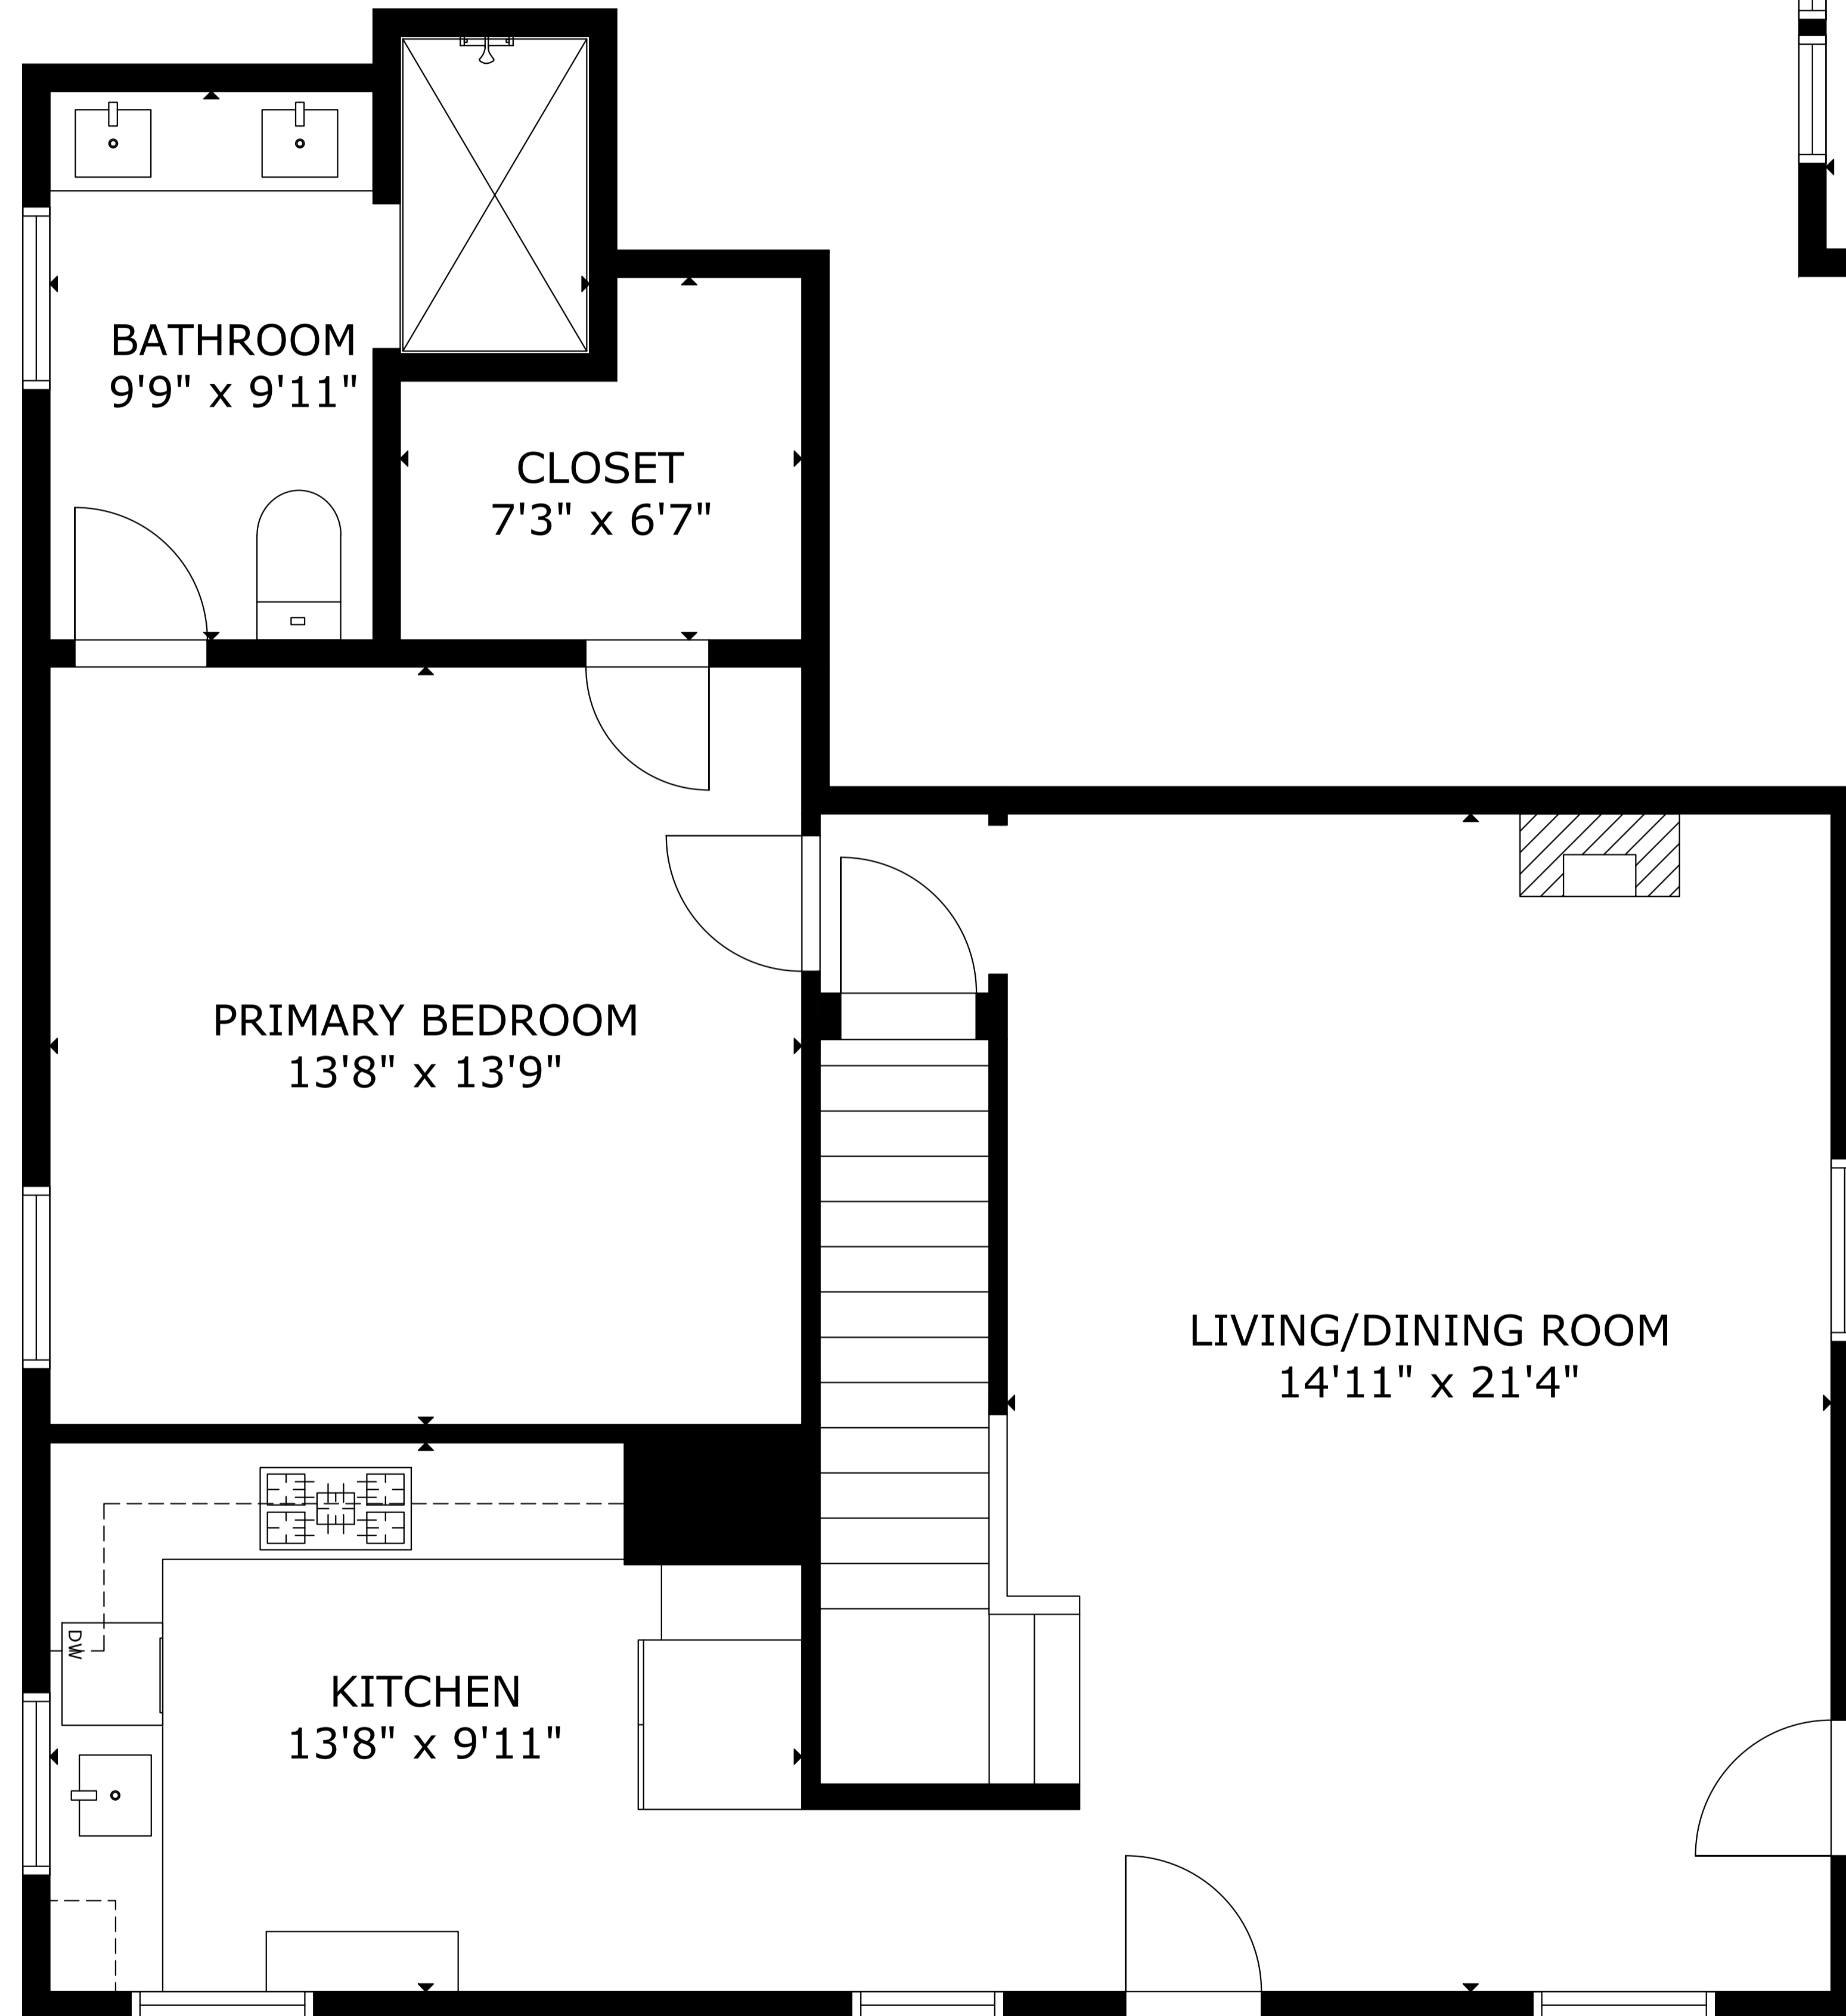 BATHROOM
9'9" x 9'11"
CLOSET
7'3" x 6'7"
PRIMARY BEDROOM
13'8" x 13'9"
LIVING/DINING ROOM
14'11" x 21'4"
DW
KITCHEN
13'8" x 9'11"